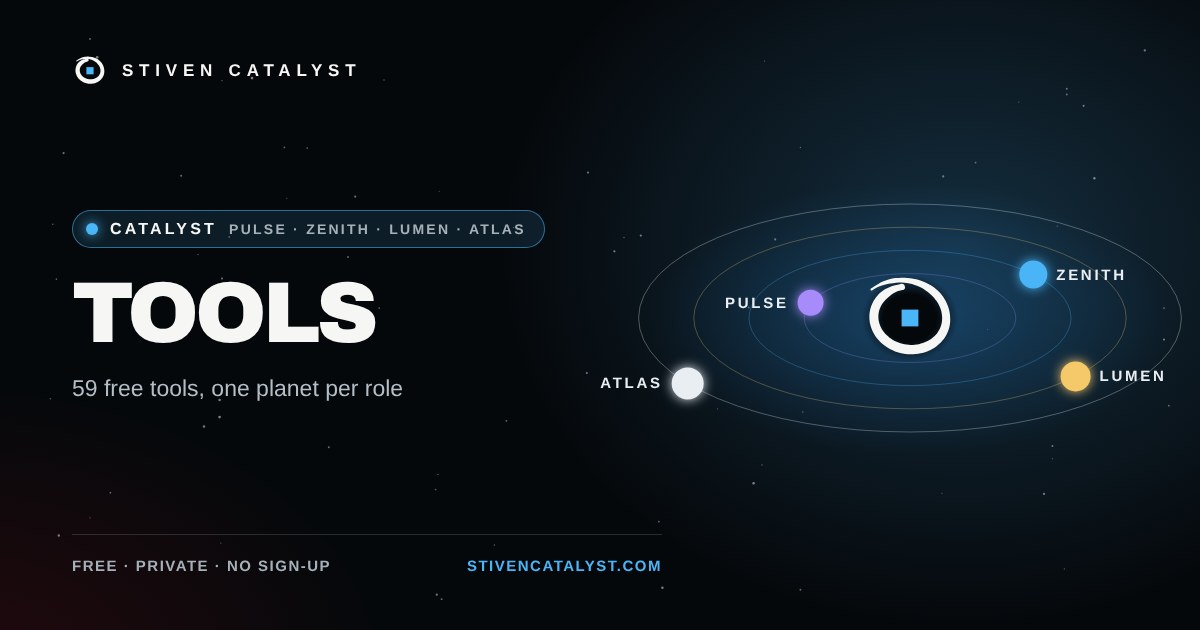 STIVEN CATALYST
CATALYST PULSE · ZENITH · LUMEN · ATLAS
TOOLS
59 free tools, one planet per role
PULSE
ZENITH
ATLAS
LUMEN
FREE · PRIVATE · NO SIGN-UP
STIVENCATALYST.COM